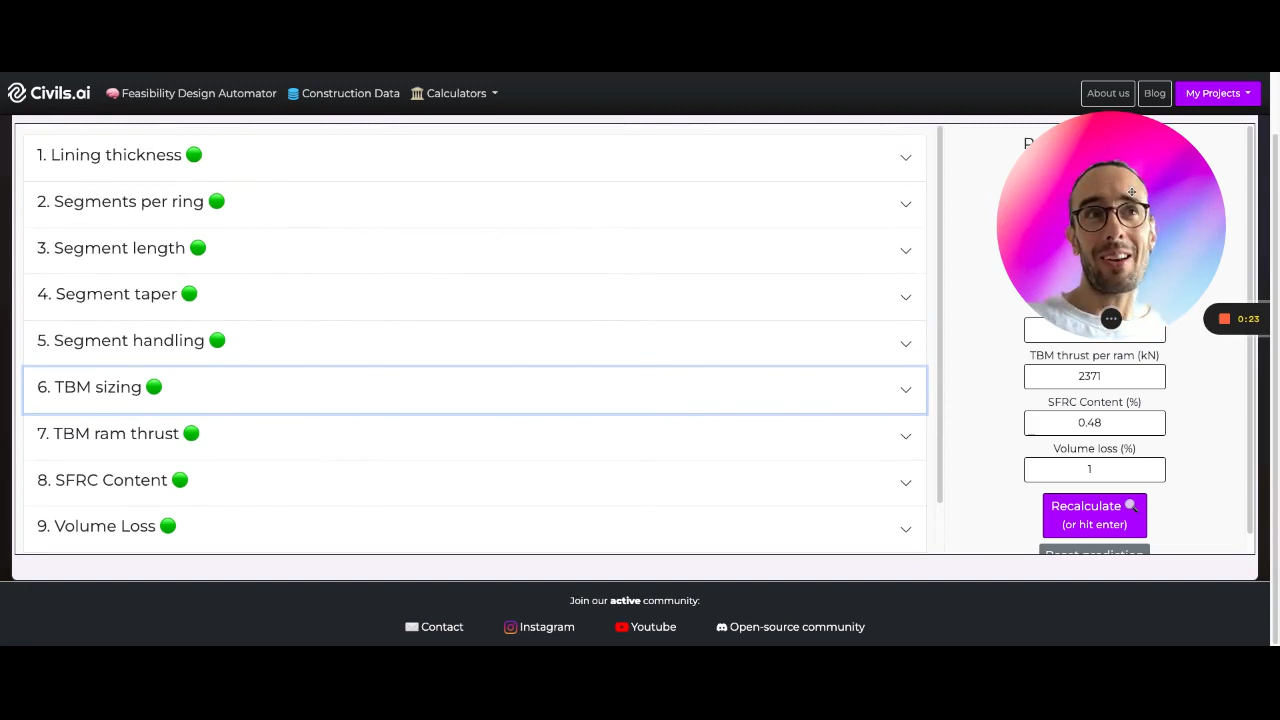 Civils.ai
Feasibility Design Automator
Construction Data
Calculators
About us
Blog
My Projects
1. Lining thickness
2. Segments per ring
3. Segment length
4. Segment taper
5. Segment handling
6. TBM sizing
7. TBM ram thrust
8. SFRC Content
9. Volume Loss
0:23
TBM thrust per ram (kN)
2371
SFRC Content (%)
0.48
Volume loss (%)
1
Recalculate
(or hit enter)
Reset prediction
Join our active community:
Contact
Instagram
Youtube
Open-source community